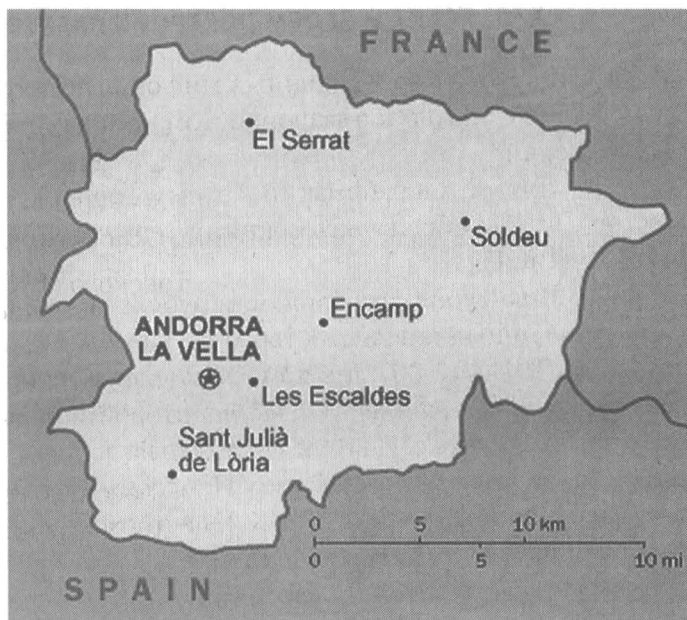 FRANCE
El Serrat
Soldeu
Encamp
ANDORRA
LA VELLA
Les Escaldes
Sant Julià
de Lòria
0 5 10 km
0 5 10 mi
SPAIN